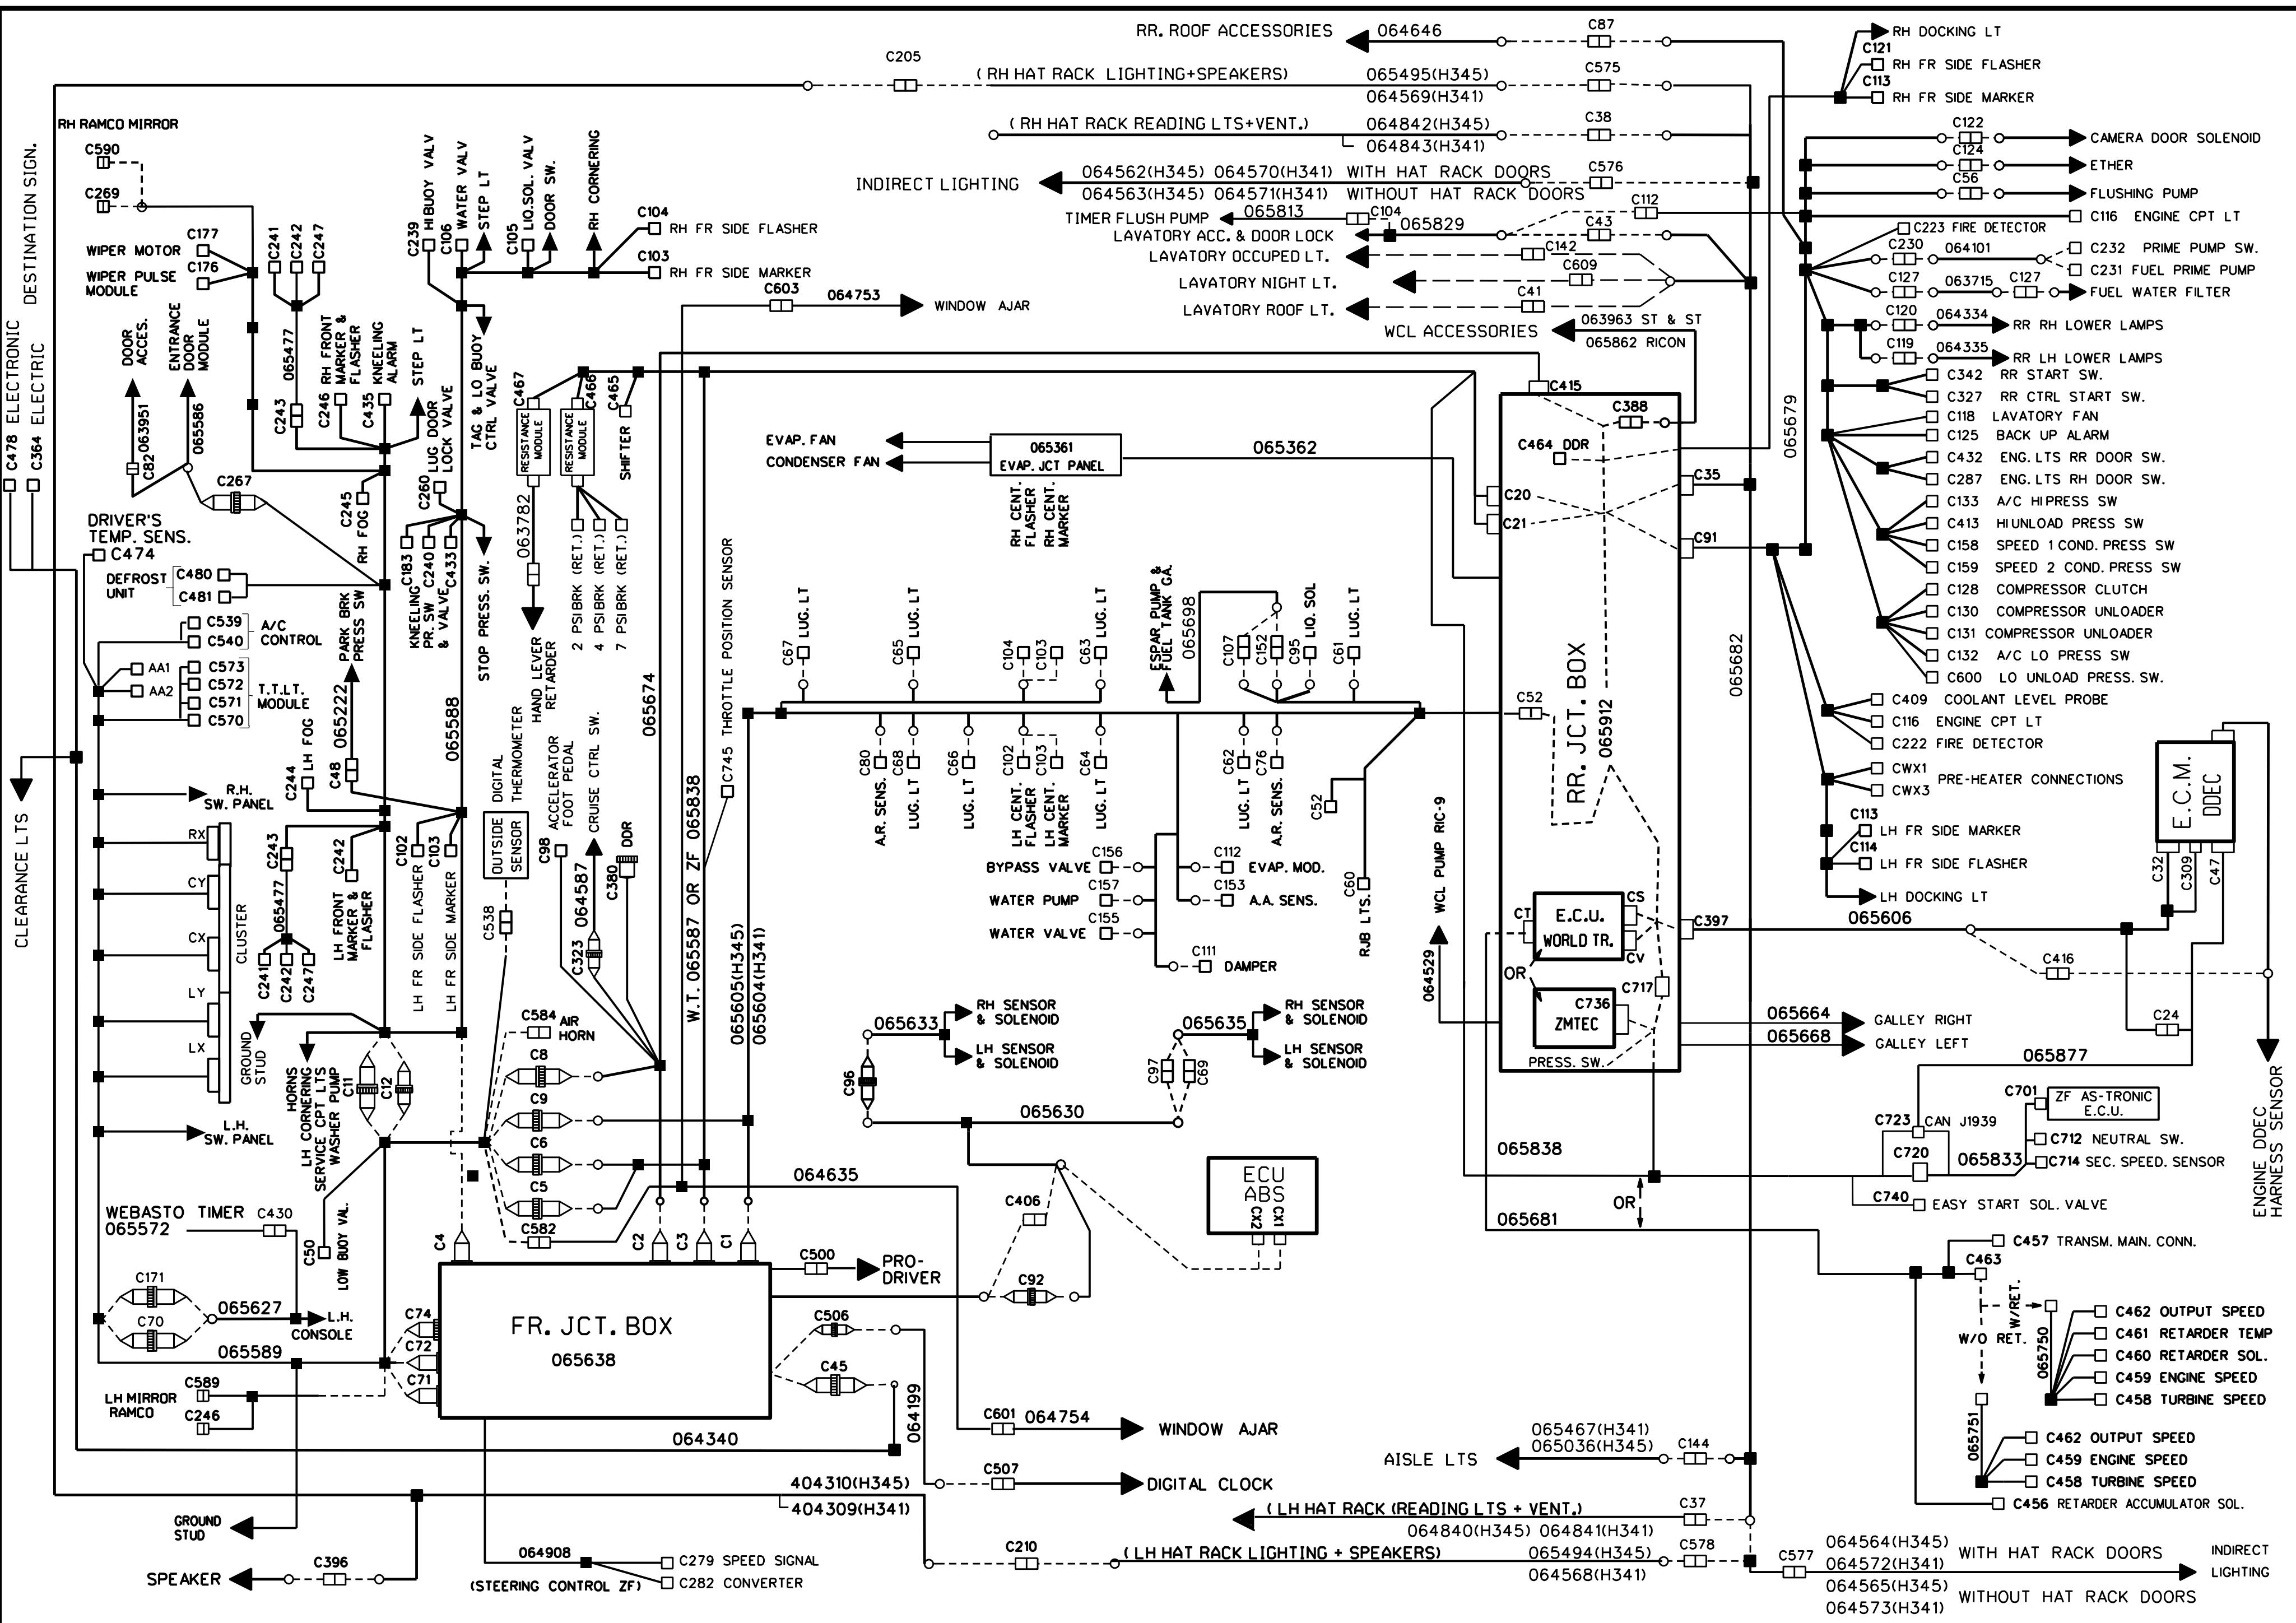 RR. ROOF ACCESSORIES
064646
C87
RH DOCKING LT
C121
RH FR SIDE FLASHER
C113
RH FR SIDE MARKER
C205
( RH HAT RACK LIGHTING+SPEAKERS)
065495(H345)
064569(H341)
C575
( RH HAT RACK READING LTS+VENT.)
064842(H345)
064843(H341)
C38
INDIRECT LIGHTING
064562(H345) 064570(H341) WITH HAT RACK DOORS
064563(H345) 064571(H341) WITHOUT HAT RACK DOORS
C576
TIMER FLUSH PUMP
065813
C104
065829
C112
LAVATORY ACC. & DOOR LOCK
C43
LAVATORY OCCUPED LT.
C142
LAVATORY NIGHT LT.
C609
LAVATORY ROOF LT.
C41
WCL ACCESSORIES
063963 ST & ST
065862 RICON
C122
CAMERA DOOR SOLENOID
C124
ETHER
C56
FLUSHING PUMP
C116 ENGINE CPT LT
C223 FIRE DETECTOR
C230
064101
C232 PRIME PUMP SW.
C231 FUEL PRIME PUMP
C127
063715
C127
FUEL WATER FILTER
C120
064334
RR RH LOWER LAMPS
C119
064335
RR LH LOWER LAMPS
C342 RR START SW.
C327 RR CTRL START SW.
C118 LAVATORY FAN
C125 BACK UP ALARM
C432 ENG. LTS RR DOOR SW.
C287 ENG. LTS RH DOOR SW.
C133 A/C HIPRESS SW
C413 HIUNLOAD PRESS SW
C158 SPEED 1 COND. PRESS SW
C159 SPEED 2 COND. PRESS SW
C128 COMPRESSOR CLUTCH
C130 COMPRESSOR UNLOADER
C131 COMPRESSOR UNLOADER
C132 A/C LO PRESS SW
C600 LO UNLOAD PRESS. SW.
C409 COOLANT LEVEL PROBE
C116 ENGINE CPT LT
C222 FIRE DETECTOR
CWX1
CWX3
PRE-HEATER CONNECTIONS
C113
LH FR SIDE MARKER
C114
LH FR SIDE FLASHER
LH DOCKING LT
065679
065682
RH RAMCO MIRROR
C590
C269
C478 ELECTRONIC
C364 ELECTRIC
DESTINATION SIGN.
WIPER MOTOR
C177
WIPER PULSE
MODULE
C176
C241
C242
C247
065477
C243
DOOR
ACCES.
ENTRANCE
DOOR
MODULE
063951
C82
065586
C267
RH FRONT
MARKER &
FLASHER
C246
KNEELING
ALARM
C435
STEP LT
C245
RH FOG
C239 HIBUOY VALV
C106 WATER VALV
STEP LT
C105 LIQ.SOL. VALV
DOOR SW.
RH CORNERING
C104
RH FR SIDE FLASHER
C103
RH FR SIDE MARKER
TAG & LO BUOY
CTRL VALVE
C260 LUG DOOR
LOCK VALVE
C183
C240
C433
KNEELING
PR. SW
& VALVE
STOP PRESS. SW.
C603
064753
WINDOW AJAR
C467
C466
C465
RESISTANCE
MODULE
RESISTANCE
MODULE
SHIFTER
063782
HAND LEVER
RETARDER
2 PSIBRK (RET.)
4 PSIBRK (RET.)
7 PSIBRK (RET.)
DRIVER'S
TEMP. SENS.
C474
DEFROST
UNIT
C480
C481
C539
C540
A/C
CONTROL
AA1
AA2
C573
C572
C571
C570
T.T.LT.
MODULE
PARK BRK
PRESS SW
065222
C48
065588
065674
W.T. 065587 OR ZF 065838
C745 THROTTLE POSITION SENSOR
065605(H345)
065604(H341)
EVAP. FAN
CONDENSER FAN
065361
EVAP. JCT PANEL
065362
RH CENT.
FLASHER
RH CENT.
MARKER
C67 LUG. LT
C65 LUG. LT
C104
C103
C63 LUG. LT
ESPAR PUMP &
FUEL TANK GA.
065698
C107
C152
C95 LIQ. SOL
C61 LUG. LT
C80
A.R. SENS.
C68
LUG. LT
C66
LUG. LT
C102
LH CENT.
FLASHER
C103
LH CENT.
MARKER
C64
LUG. LT
C62
LUG. LT
C76
A.R. SENS.
C52
C60
RJB LTS.
BYPASS VALVE C156
WATER PUMP C157
WATER VALVE C155
C112
EVAP. MOD.
C153
A.A. SENS.
C111
DAMPER
C415
C388
C464 DDR
C20
C21
C35
C91
C52
RR. JCT. BOX
065912
WCL PUMP RIC-9
064529
CT
E.C.U.
WORLD TR.
CS
CV
OR
C736
ZMTEC
C717
PRESS. SW.
C397
065606
C32
C309
C47
E.C.M.
DDEC
C416
C24
065664
GALLEY RIGHT
065668
GALLEY LEFT
065877
ENGINE DDEC
HARNESS SENSOR
C701
ZF AS-TRONIC
E.C.U.
C723
CAN J1939
C720
065833
C712 NEUTRAL SW.
C714 SEC. SPEED. SENSOR
C740
EASY START SOL. VALVE
065838
OR
065681
C457 TRANSM. MAIN. CONN.
C463
W/RET.
W/O RET.
065750
C462 OUTPUT SPEED
C461 RETARDER TEMP
C460 RETARDER SOL.
C459 ENGINE SPEED
C458 TURBINE SPEED
065751
C462 OUTPUT SPEED
C459 ENGINE SPEED
C458 TURBINE SPEED
C456 RETARDER ACCUMULATOR SOL.
CLEARANCE LTS
R.H.
SW. PANEL
RX
CY
CX
LY
LX
CLUSTER
L.H.
SW. PANEL
C244
LH FOG
C243
065477
C241
C242
C247
C242
LH FRONT
MARKER &
FLASHER
C102
C103
LH FR SIDE FLASHER
LH FR SIDE MARKER
GROUND
STUD
HORNS
LH CORNERING
SERVICE CPT LTS
WASHER PUMP
C11
C12
DIGITAL
THERMOMETER
OUTSIDE
SENSOR
C538
C98
ACCELERATOR
FOOT PEDAL
CRUISE CTRL SW.
064587
C323
C380
DDR
C584
AIR
HORN
C8
C9
C6
C5
C582
064635
C4
C2
C3
C1
C96
065633
RH SENSOR
& SOLENOID
LH SENSOR
& SOLENOID
C97
C69
065635
RH SENSOR
& SOLENOID
LH SENSOR
& SOLENOID
065630
C406
C92
ECU
ABS
CX2
CX1
WEBASTO TIMER
065572
C430
C50
LOW BUOY VAL.
C171
C70
065627
L.H.
CONSOLE
065589
C74
C72
C71
FR. JCT. BOX
065638
C500
PRO-
DRIVER
C506
C45
064199
LH MIRROR
RAMCO
C589
C246
064340
C601
064754
WINDOW AJAR
C507
DIGITAL CLOCK
404310(H345)
404309(H341)
GROUND
STUD
SPEAKER
C396
064908
(STEERING CONTROL ZF)
C279 SPEED SIGNAL
C282 CONVERTER
C210
AISLE LTS
065467(H341)
065036(H345)
C144
( LH HAT RACK (READING LTS + VENT.)
064840(H345) 064841(H341)
C37
( LH HAT RACK LIGHTING + SPEAKERS)
065494(H345)
064568(H341)
C578
C577
064564(H345)
064572(H341)
WITH HAT RACK DOORS
064565(H345)
064573(H341)
WITHOUT HAT RACK DOORS
INDIRECT
LIGHTING